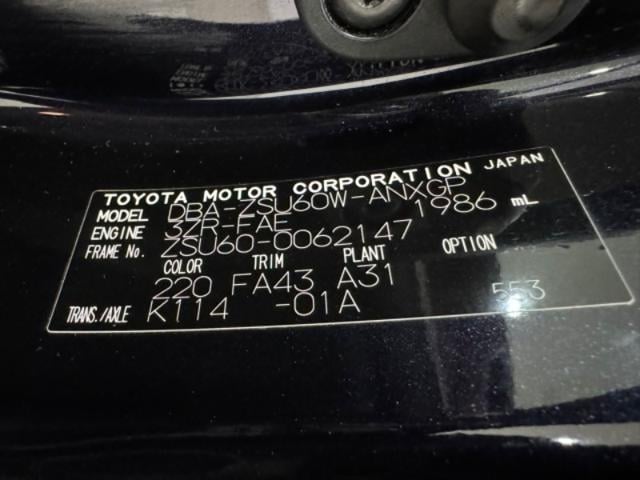 TOYOTA MOTOR CORPORATION JAPAN
MODEL DBA-ZSU60W-ANXGP
ENGINE 3ZR-FAE 1986 mL
FRAME No. ZSU60-0062147
COLOR TRIM PLANT OPTION
220 FA43 A31 553
TRANS./AXLE K114 -01A